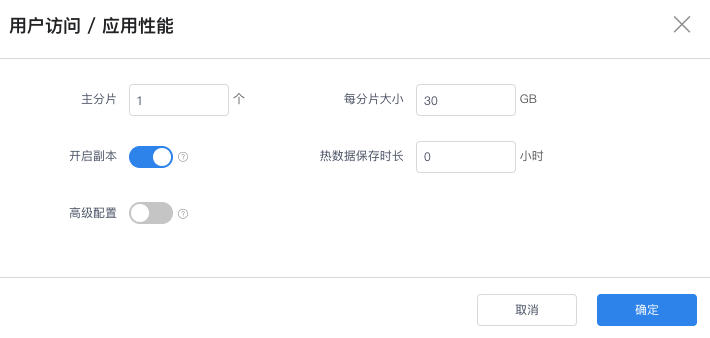 用户访问 / 应用性能
主分片 1 个 每分片大小 30 GB
开启副本 ? 热数据保存时长 0 小时
高级配置 ?
取消 确定